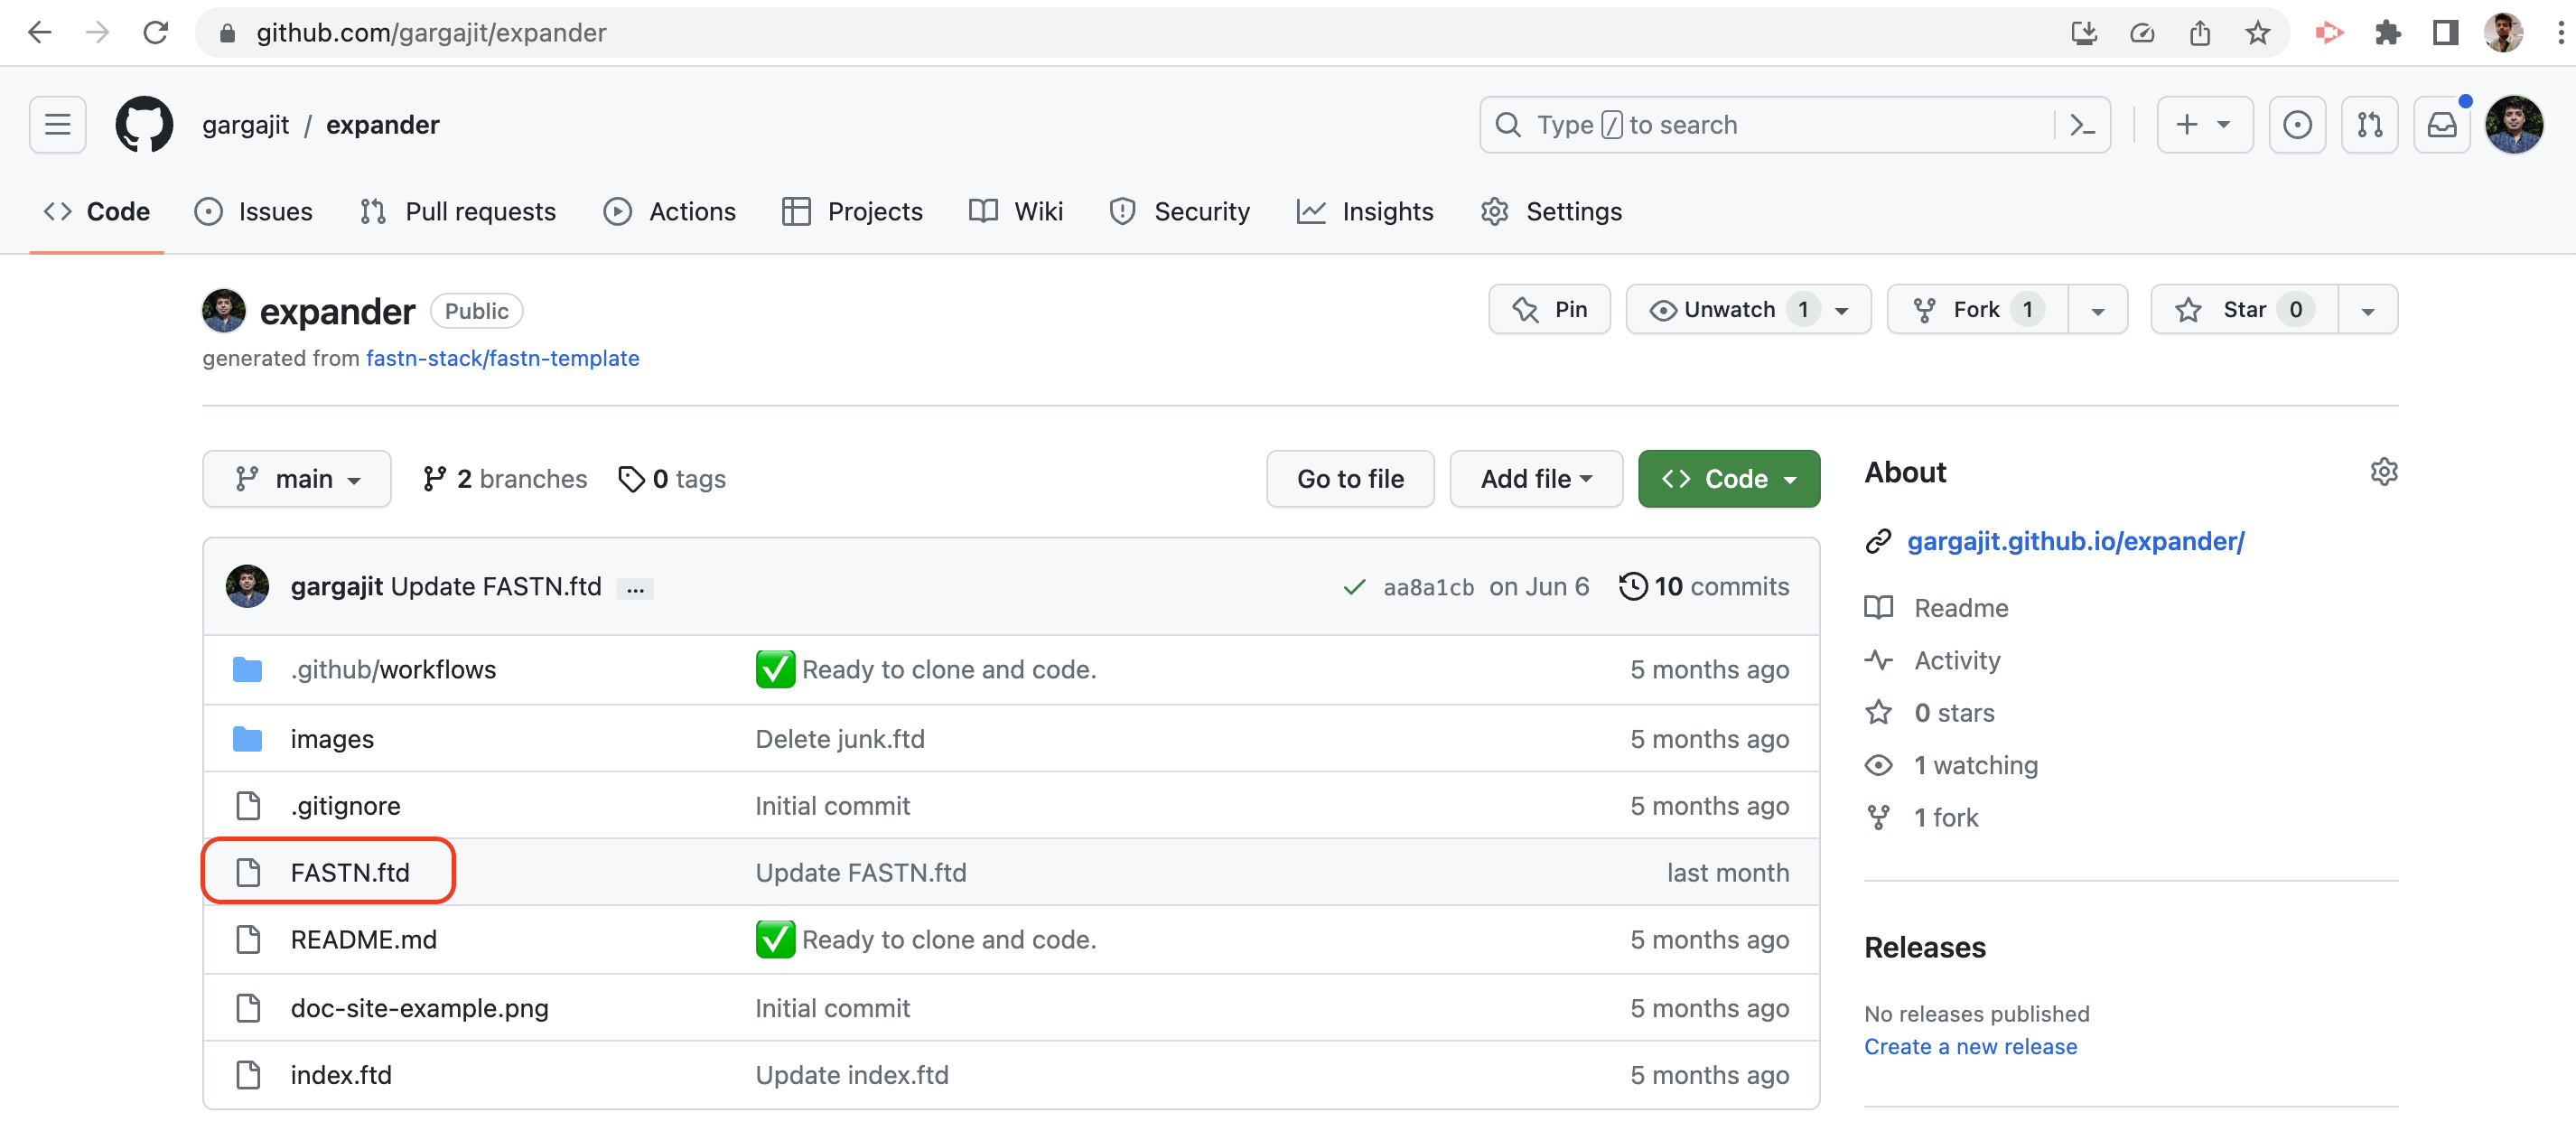 github.com/gargajit/expander
gargajit / expander
Type / to search
Code Issues Pull requests Actions Projects Wiki Security Insights Settings
expander Public
generated from fastn-stack/fastn-template
Pin Unwatch 1 Fork 1 Star 0
main 2 branches 0 tags Go to file Add file Code
gargajit Update FASTN.ftd ... aa8a1cb on Jun 6 10 commits
.github/workflows ✅ Ready to clone and code. 5 months ago
images Delete junk.ftd 5 months ago
.gitignore Initial commit 5 months ago
FASTN.ftd Update FASTN.ftd last month
README.md ✅ Ready to clone and code. 5 months ago
doc-site-example.png Initial commit 5 months ago
index.ftd Update index.ftd 5 months ago
About
gargajit.github.io/expander/
Readme
Activity
0 stars
1 watching
1 fork
Releases
No releases published
Create a new release